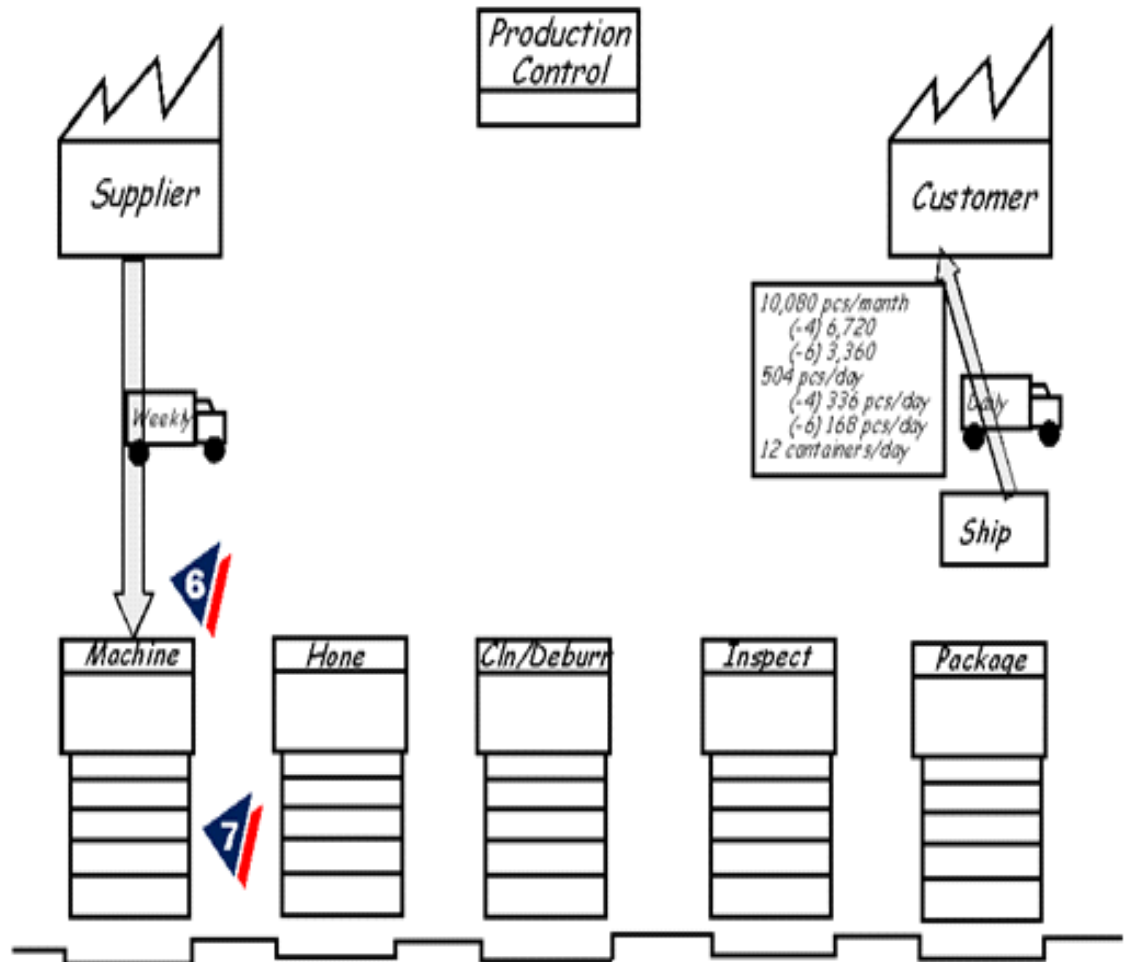 Production
Control
Supplier
Customer
10,080 pcs/month
(-4) 6,720
(-6) 3,360
504 pcs/day
(-4) 336 pcs/day
(-6) 168 pcs/day
12 containers/day
Weekly
Daily
Ship
6
Machine
Hone
Cln/Deburr
Inspect
Package
7